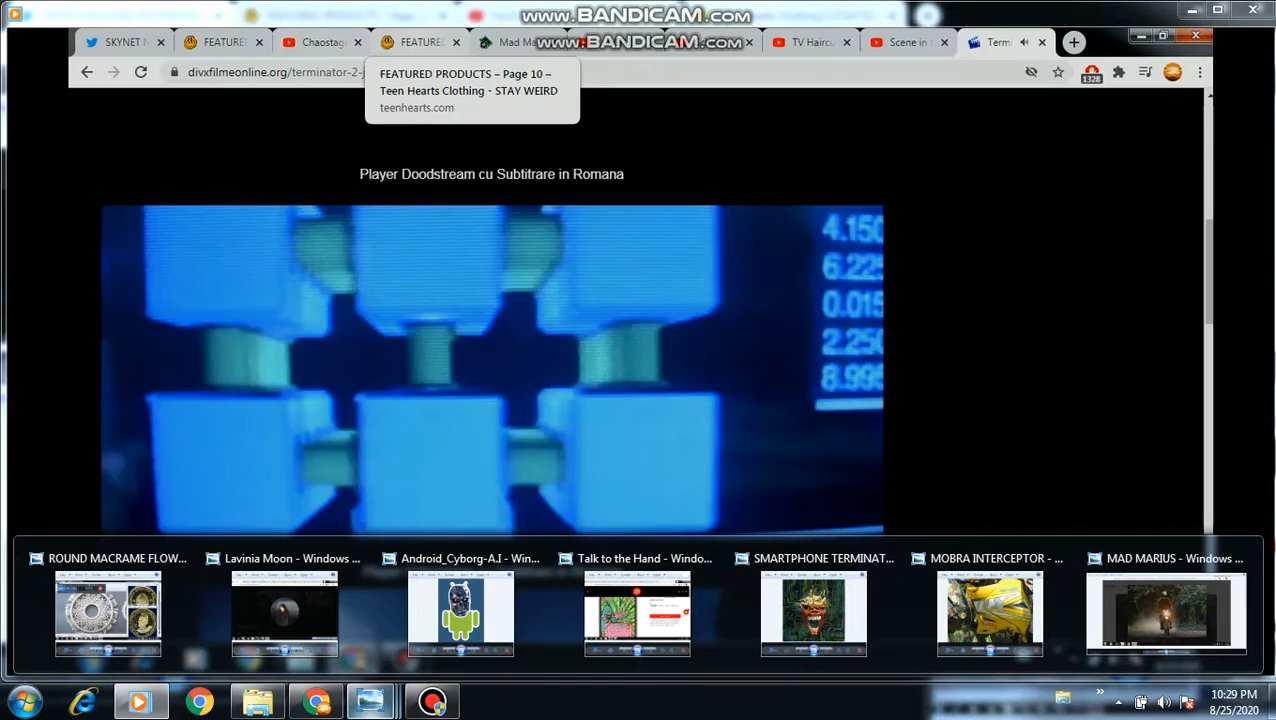 www.BANDICAM.com
www.BANDICAM.com
SKYNET
FEATURED
Chaostag
FEATURED
TV Haircu
Scene in
Termi
divxfilmeonline.org/terminator-2-
1328
FEATURED PRODUCTS – Page 10 –
Teen Hearts Clothing - STAY WEIRD
teenhearts.com
Player Doodstream cu Subtitrare in Romana
4.150
6.225
0.015
2.250
8.995
ROUND MACRAME FLOW...
Lavinia Moon - Windows ...
Android_Cyborg-A.I - Win...
Talk to the Hand - Windo...
SMARTPHONE TERMINAT...
MOBRA INTERCEPTOR - ...
MAD MARIUS - Windows ...
10:29 PM
8/25/2020